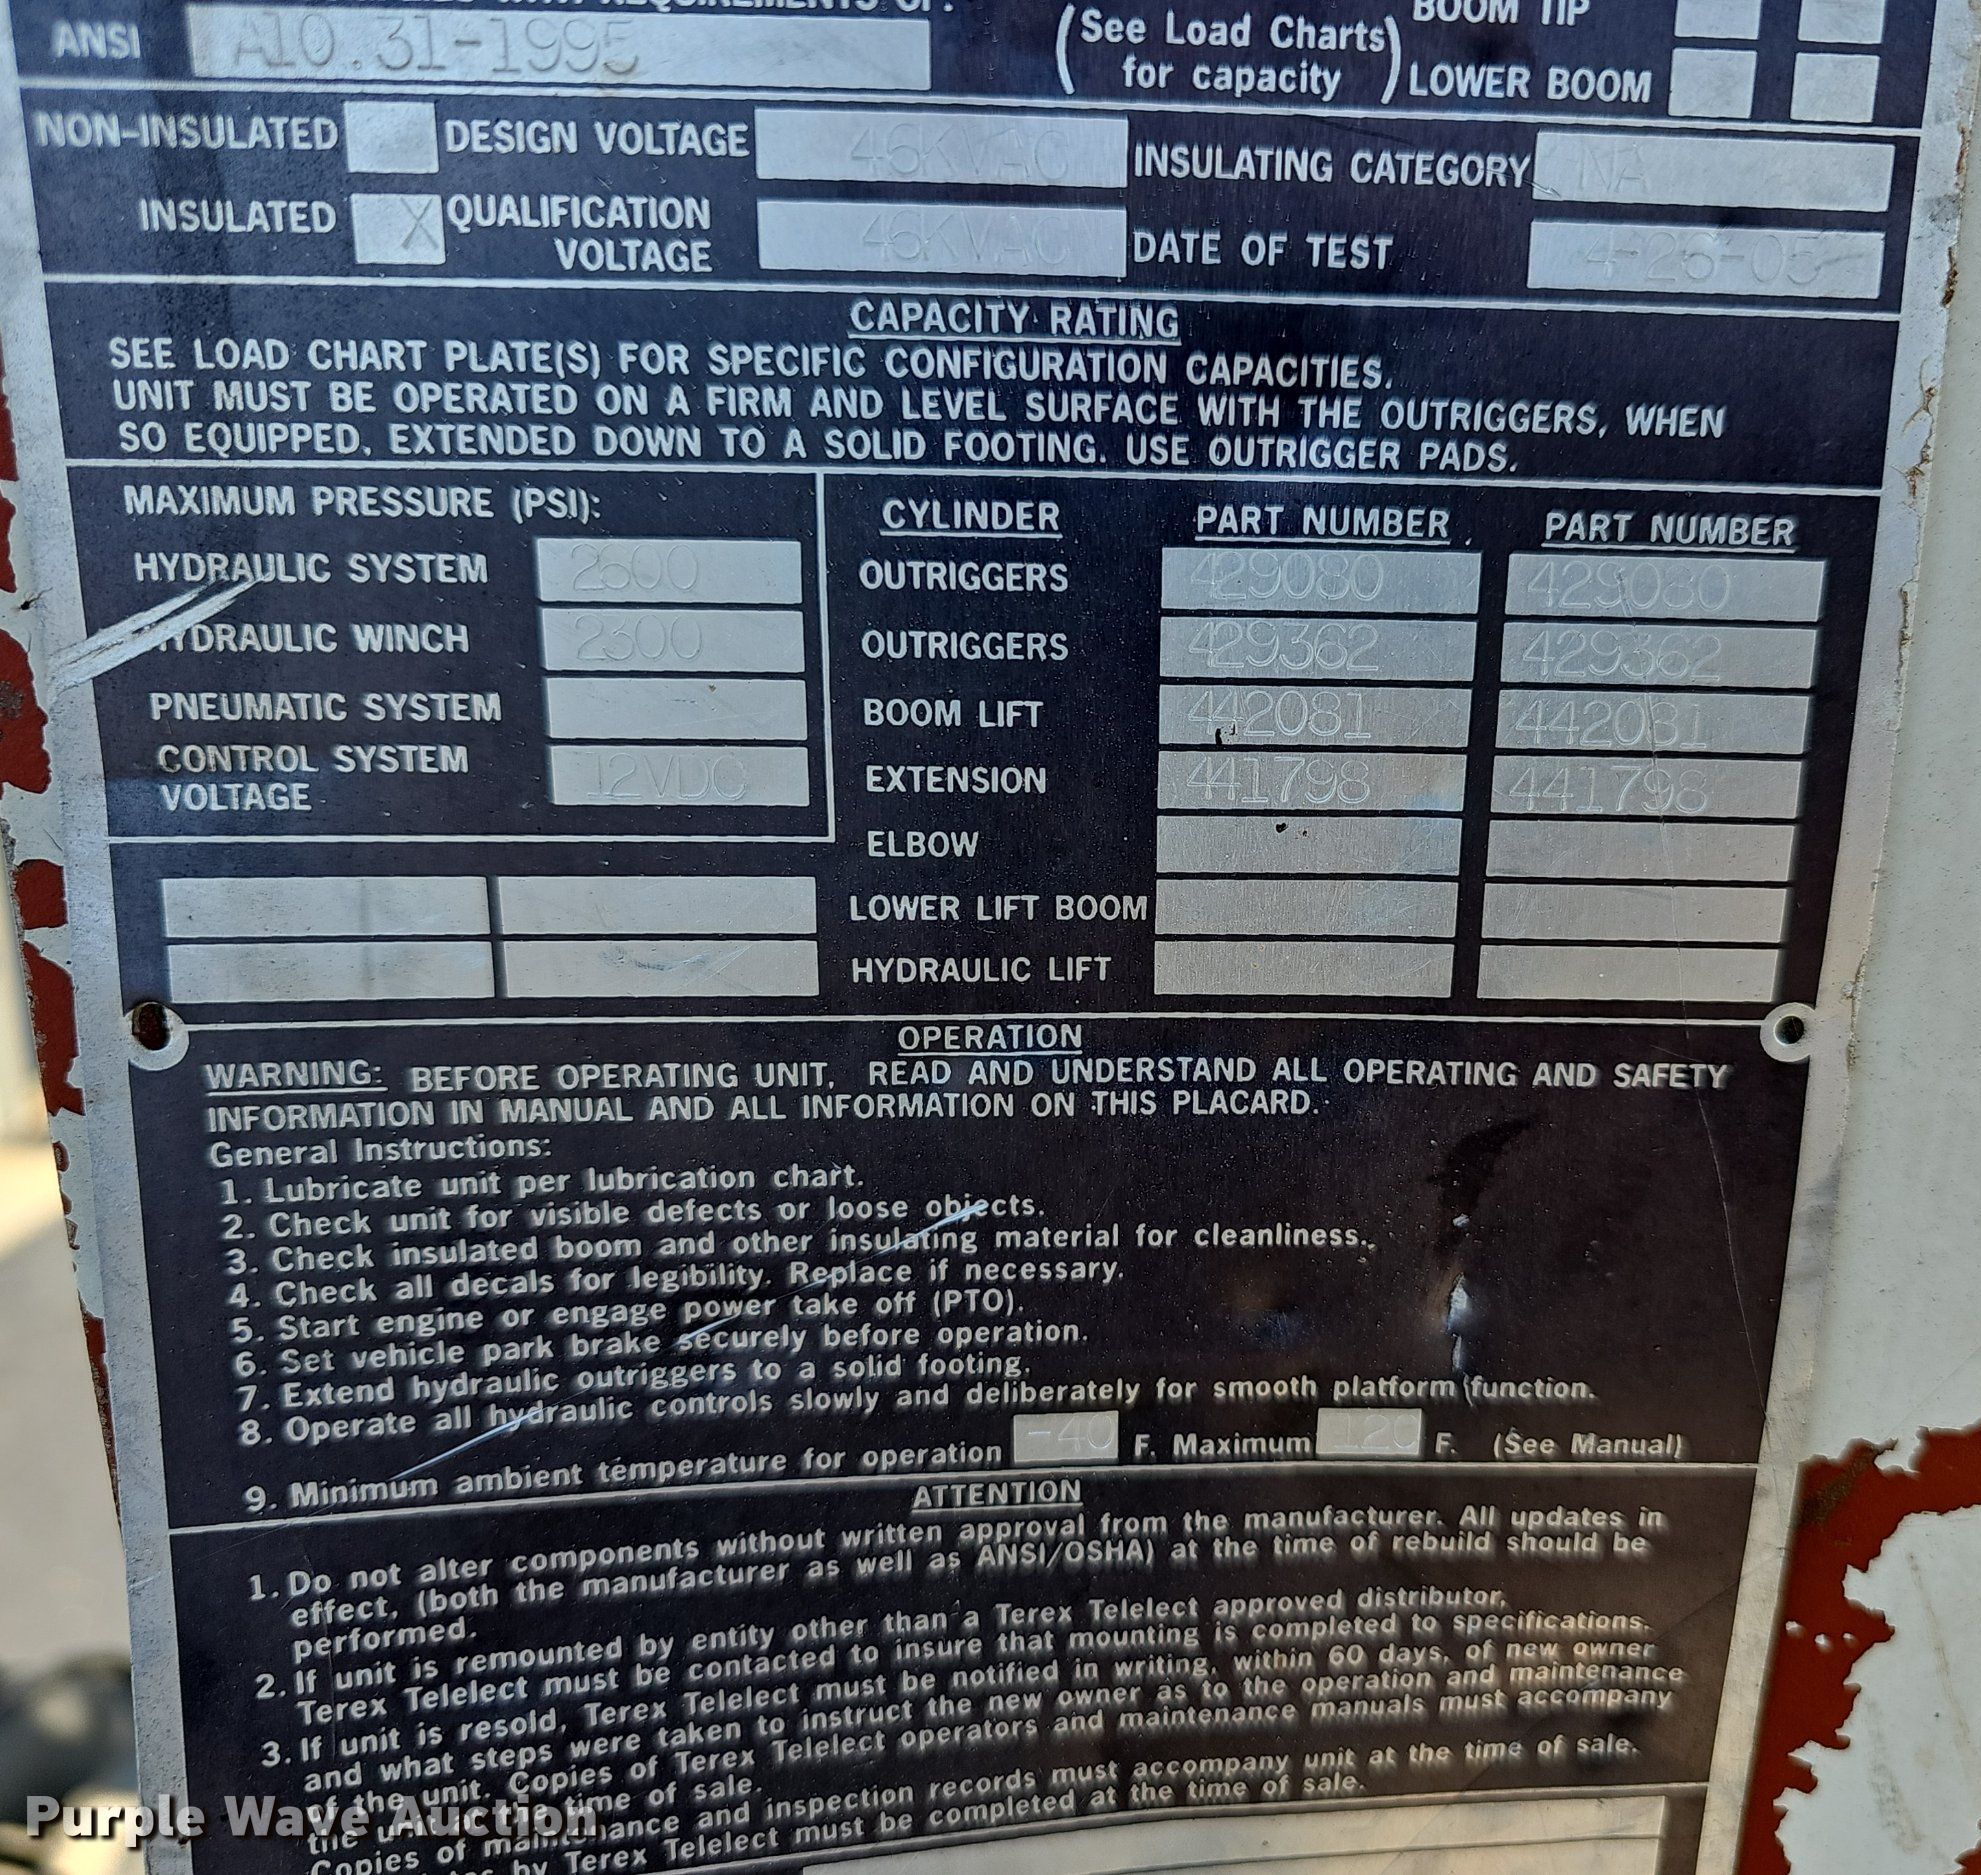 REQUIREMENTS OF:
ANSI A10.31-1995
(See Load Charts for capacity)
BOOM TIP
LOWER BOOM
NON-INSULATED DESIGN VOLTAGE 46KVAC INSULATING CATEGORY NA
INSULATED X QUALIFICATION VOLTAGE 46KVAC DATE OF TEST 4-26-05
CAPACITY RATING
SEE LOAD CHART PLATE(S) FOR SPECIFIC CONFIGURATION CAPACITIES.
UNIT MUST BE OPERATED ON A FIRM AND LEVEL SURFACE WITH THE OUTRIGGERS, WHEN
SO EQUIPPED, EXTENDED DOWN TO A SOLID FOOTING. USE OUTRIGGER PADS.
MAXIMUM PRESSURE (PSI):
HYDRAULIC SYSTEM 2600
HYDRAULIC WINCH 2300
PNEUMATIC SYSTEM
CONTROL SYSTEM VOLTAGE 12VDC
CYLINDER PART NUMBER PART NUMBER
OUTRIGGERS 429080 429080
OUTRIGGERS 429362 429362
BOOM LIFT 442081 442081
EXTENSION 441798 441798
ELBOW
LOWER LIFT BOOM
HYDRAULIC LIFT
OPERATION
WARNING: BEFORE OPERATING UNIT, READ AND UNDERSTAND ALL OPERATING AND SAFETY
INFORMATION IN MANUAL AND ALL INFORMATION ON THIS PLACARD.
General Instructions:
1. Lubricate unit per lubrication chart.
2. Check unit for visible defects or loose objects.
3. Check insulated boom and other insulating material for cleanliness.
4. Check all decals for legibility. Replace if necessary.
5. Start engine or engage power take off (PTO).
6. Set vehicle park brake securely before operation.
7. Extend hydraulic outriggers to a solid footing.
8. Operate all hydraulic controls slowly and deliberately for smooth platform function.
9. Minimum ambient temperature for operation -40 F. Maximum 120 F. (See Manual)
ATTENTION
1. Do not alter components without written approval from the manufacturer. All updates in
effect, (both the manufacturer as well as ANSI/OSHA) at the time of rebuild should be
performed.
2. If unit is remounted by entity other than a Terex Telelect approved distributor,
Terex Telelect must be contacted to insure that mounting is completed to specifications.
3. If unit is resold, Terex Telelect must be notified in writing, within 60 days, of new owner
and what steps were taken to instruct the new owner as to the operation and maintenance
of the unit. Copies of Terex Telelect operators and maintenance manuals must accompany
the unit at the time of sale.
Copies of maintenance and inspection records must accompany unit at the time of sale.
by Terex Telelect must be completed at the time of sale.
Purple Wave Auction